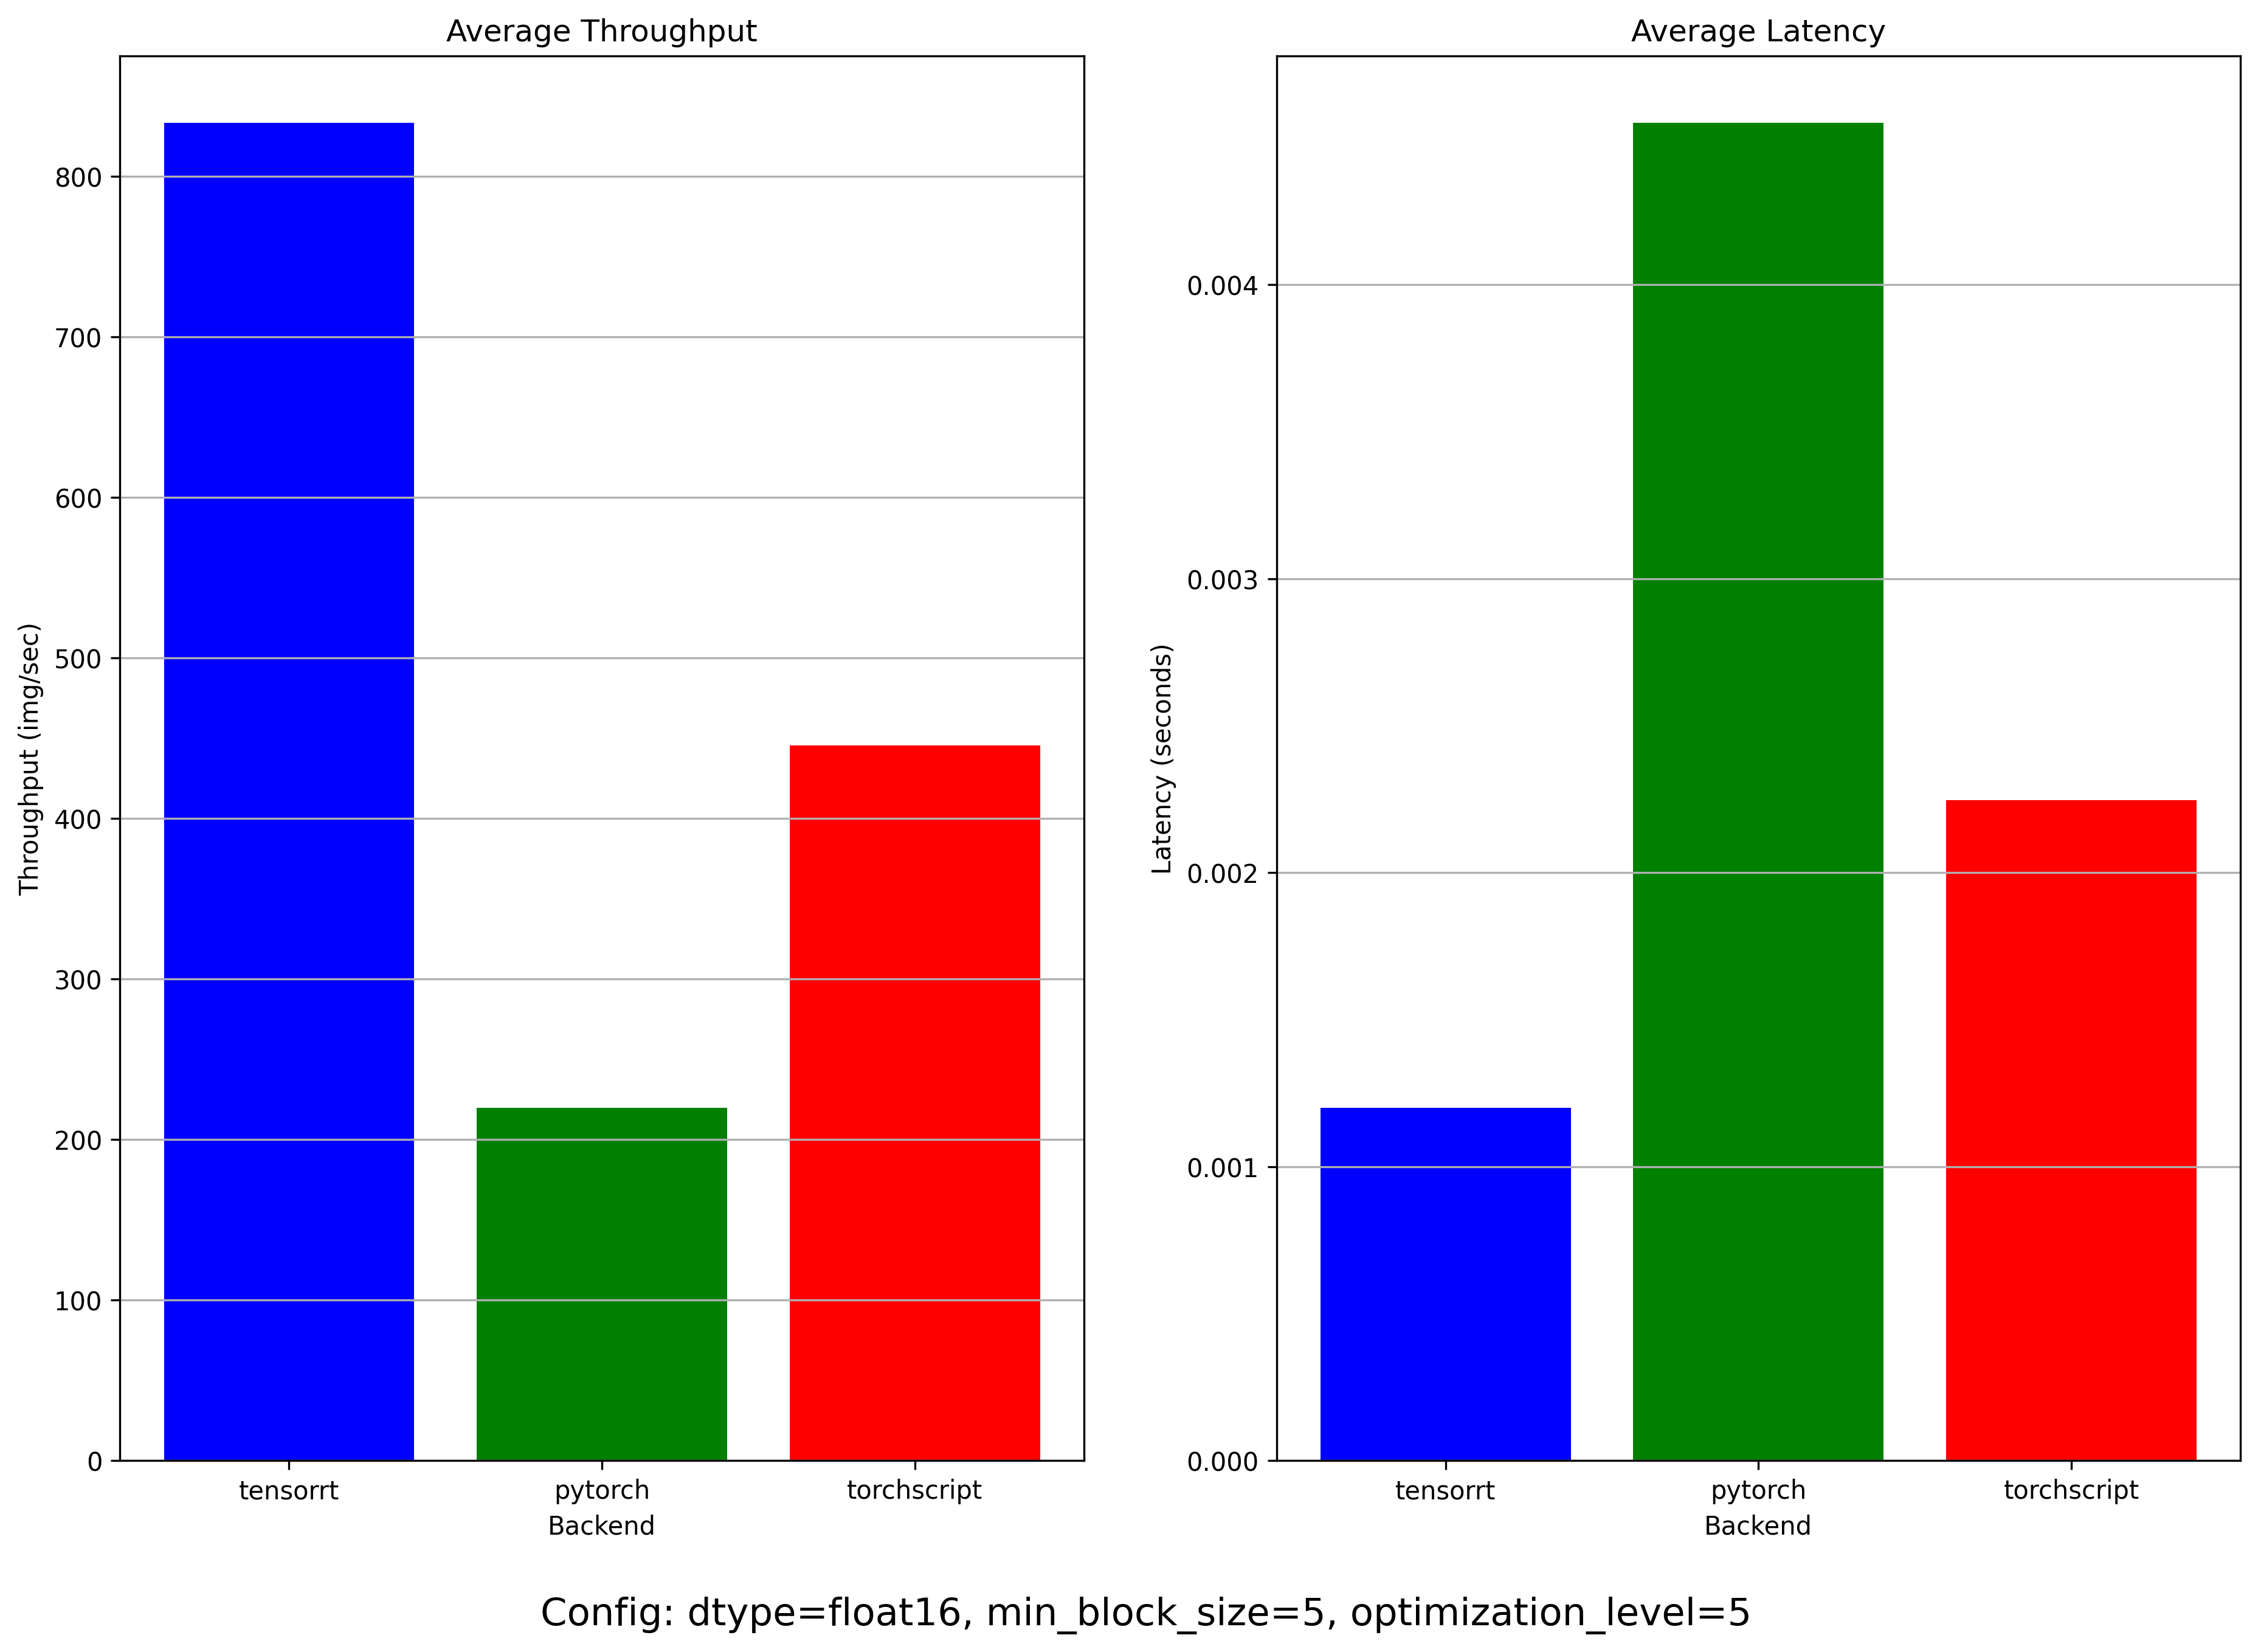 Average Throughput
Throughput (img/sec)
800
700
600
500
400
300
200
100
0
tensorrt
pytorch
torchscript
Backend
Average Latency
Latency (seconds)
0.004
0.003
0.002
0.001
0.000
tensorrt
pytorch
torchscript
Backend
Config: dtype=float16, min_block_size=5, optimization_level=5